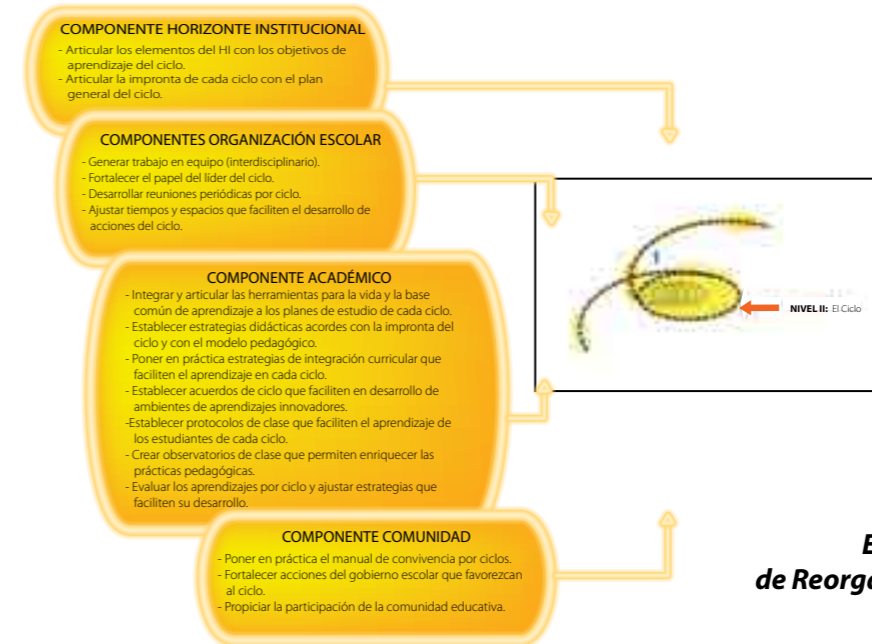 COMPONENTE HORIZONTE INSTITUCIONAL
- Articular los elementos del HI con los objetivos de
aprendizaje del ciclo.
- Articular la impronta de cada ciclo con el plan
general del ciclo.
COMPONENTES ORGANIZACIÓN ESCOLAR
- Generar trabajo en equipo (interdisciplinario).
- Fortalecer el papel del líder del ciclo.
- Desarrollar reuniones periódicas por ciclo.
- Ajustar tiempos y espacios que faciliten el desarrollo de
acciones del ciclo.
COMPONENTE ACADÉMICO
- Integrar y articular las herramientas para la vida y la base
común de aprendizaje a los planes de estudio de cada ciclo.
- Establecer estrategias didácticas acordes con la impronta del
ciclo y con el modelo pedagógico.
- Poner en práctica estrategias de integración curricular que
faciliten el aprendizaje en cada ciclo.
- Establecer acuerdos de ciclo que faciliten en desarrollo de
ambientes de aprendizajes innovadores.
-Establecer protocolos de clase que faciliten el aprendizaje de
los estudiantes de cada ciclo.
- Crear observatorios de clase que permiten enriquecer las
prácticas pedagógicas.
- Evaluar los aprendizajes por ciclo y ajustar estrategias que
faciliten su desarrollo.
COMPONENTE COMUNIDAD
- Poner en práctica el manual de convivencia por ciclos.
- Fortalecer acciones del gobierno escolar que favorezcan
al ciclo.
- Propiciar la participación de la comunidad educativa.
NIVEL II: El Ciclo
E
de Reorga